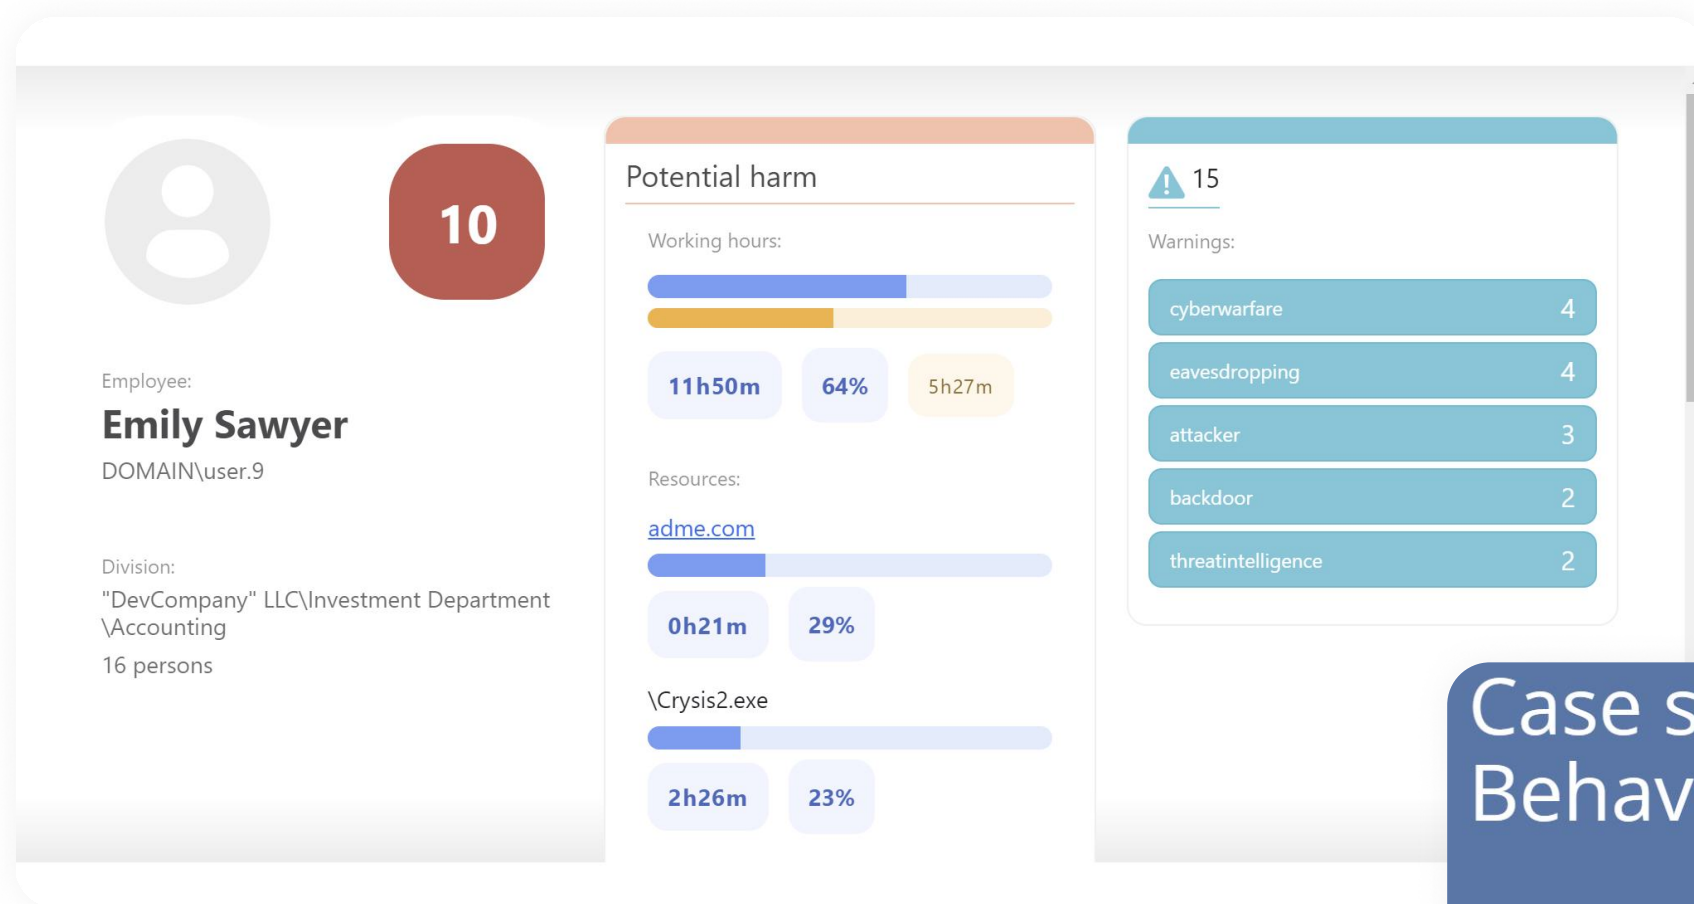 10
Employee:
Emily Sawyer
DOMAIN\user.9
Division:
"DevCompany" LLC\Investment Department
\Accounting
16 persons
Potential harm
Working hours:
11h50m 64% 5h27m
Resources:
adme.com
0h21m 29%
\Crysis2.exe
2h26m 23%
15
Warnings:
cyberwarfare 4
eavesdropping 4
attacker 3
backdoor 2
threatintelligence 2
Case s
Behav